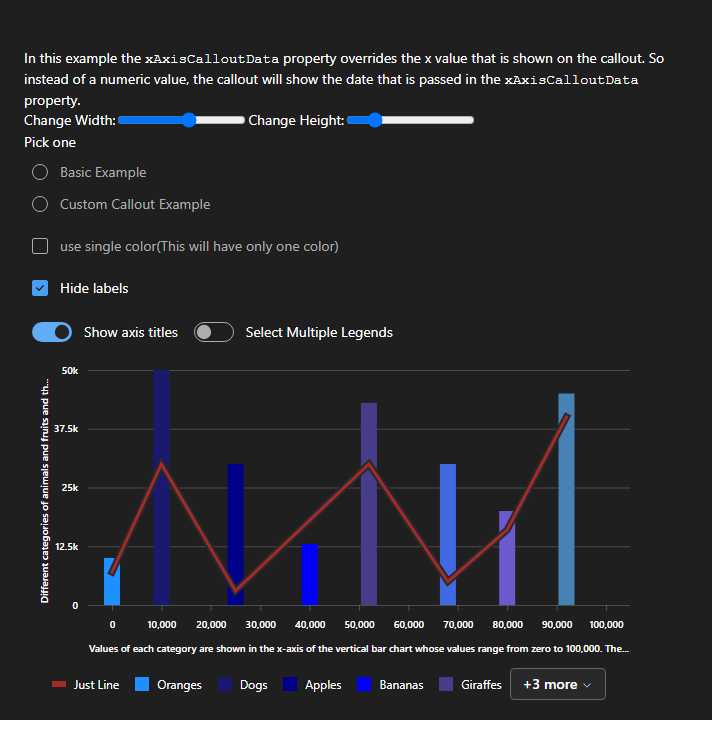 In this example the xAxisCalloutData property overrides the x value that is shown on the callout. So
instead of a numeric value, the callout will show the date that is passed in the xAxisCalloutData
property.
Change Width: Change Height:
Pick one
Basic Example
Custom Callout Example
use single color(This will have only one color)
Hide labels
Show axis titles Select Multiple Legends
Different categories of animals and fruits and th...
50k
37.5k
25k
12.5k
0
0 10,000 20,000 30,000 40,000 50,000 60,000 70,000 80,000 90,000 100,000
Values of each category are shown in the x-axis of the vertical bar chart whose values range from zero to 100,000. The...
Just Line Oranges Dogs Apples Bananas Giraffes +3 more